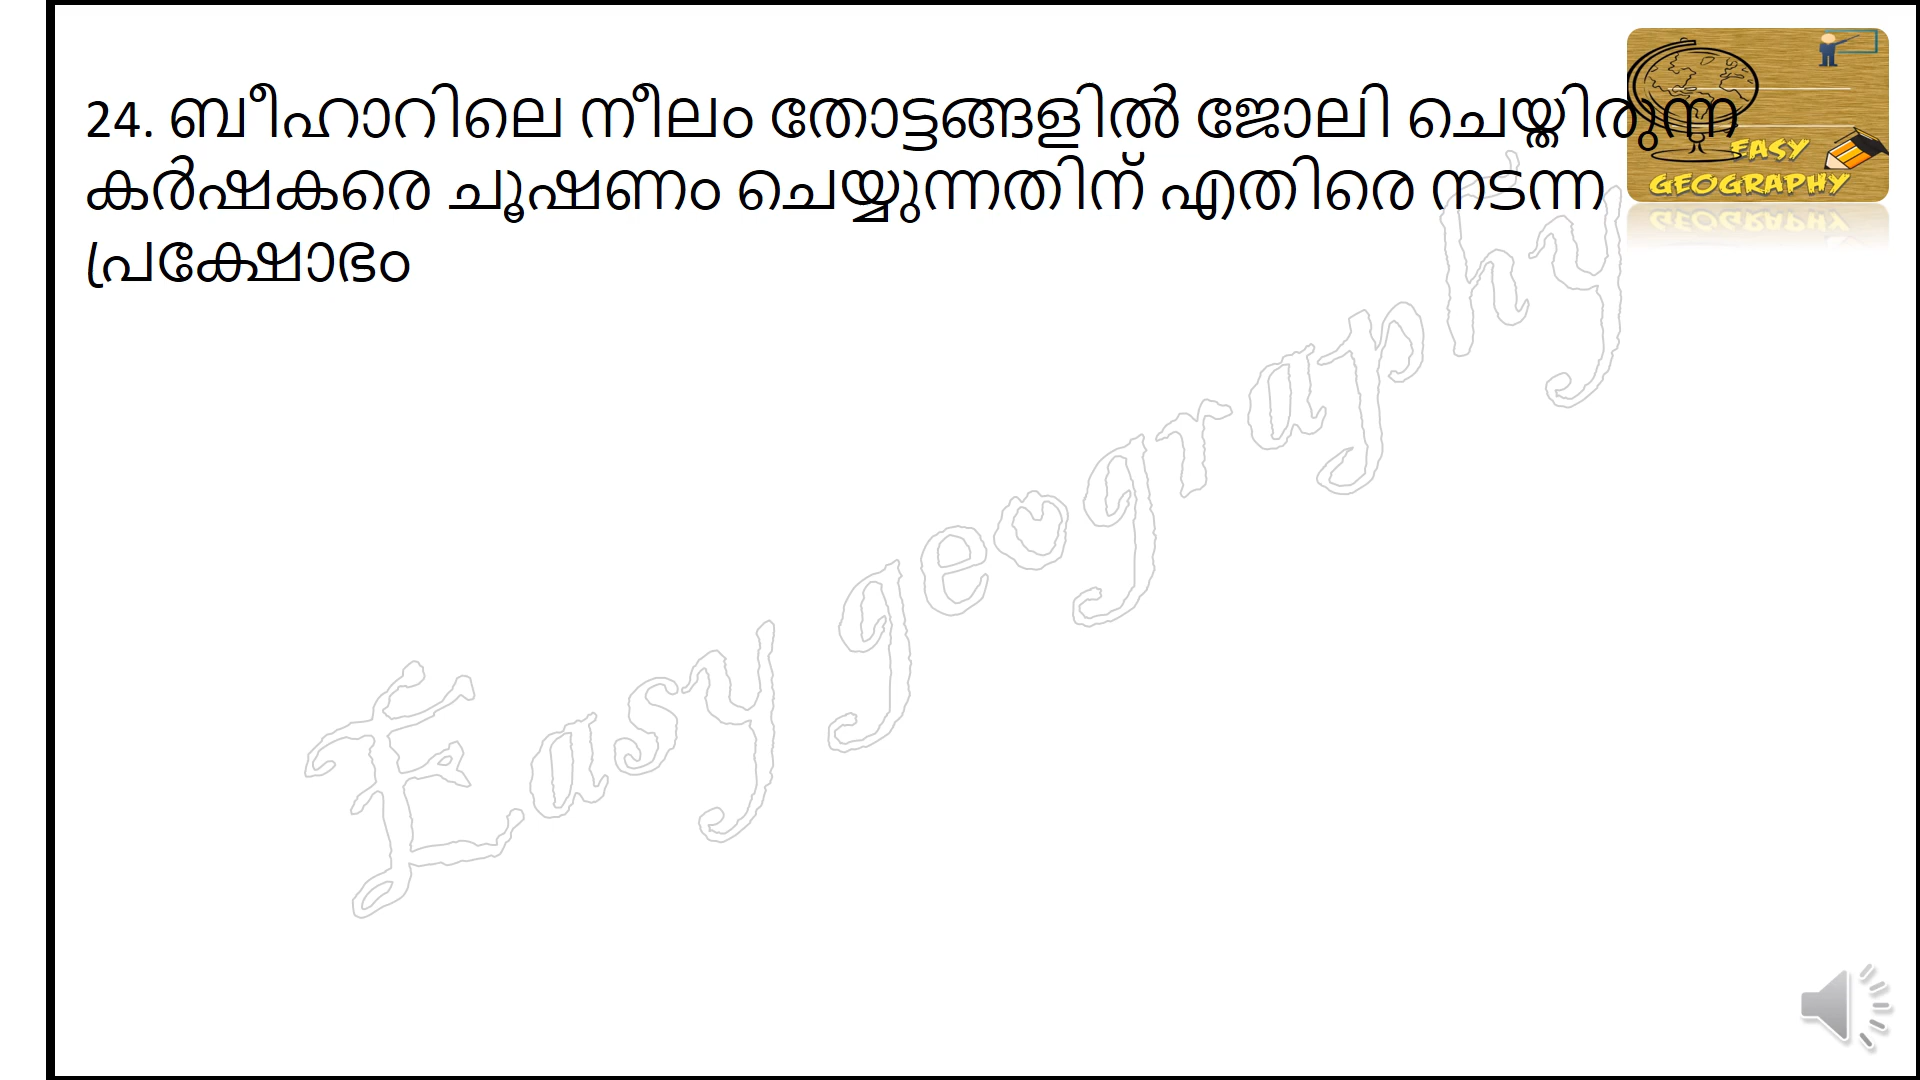 24. ബീഹാറിലെ നീലം തോട്ടങ്ങളിൽ ജോലി ചെയ്തിരുന്ന
കർഷകരെ ചൂഷണം ചെയ്യുന്നതിന് എതിരെ നടന്ന
പ്രക്ഷോഭം
EASY
GEOGRAPHY
Easy geography